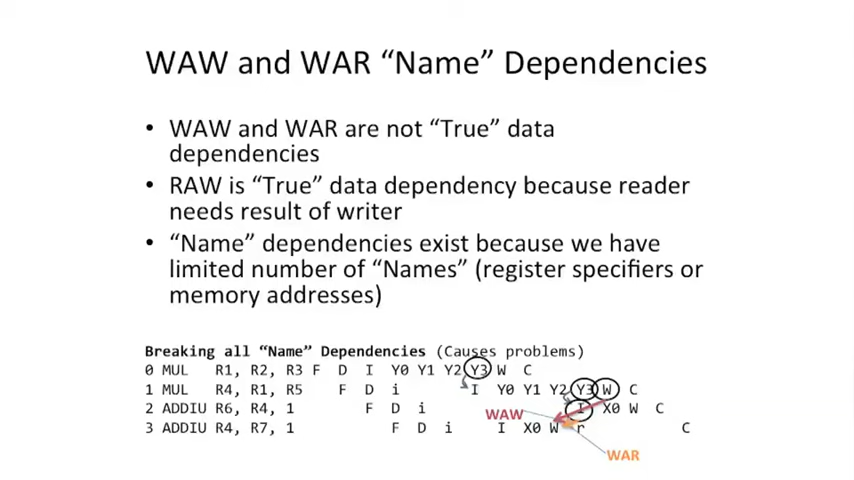 WAW and WAR “Name” Dependencies
• WAW and WAR are not “True” data
dependencies
• RAW is “True” data dependency because reader
needs result of writer
• “Name” dependencies exist because we have
limited number of “Names” (register specifiers or
memory addresses)
Breaking all “Name” Dependencies (Causes problems)
0 MUL R1, R2, R3 F D I Y0 Y1 Y2 Y3 W C
1 MUL R4, R1, R5 F D i I Y0 Y1 Y2 Y3 W C
2 ADDIU R6, R4, 1 F D i I X0 W C
WAW
3 ADDIU R4, R7, 1 F D i I X0 W r C
WAR